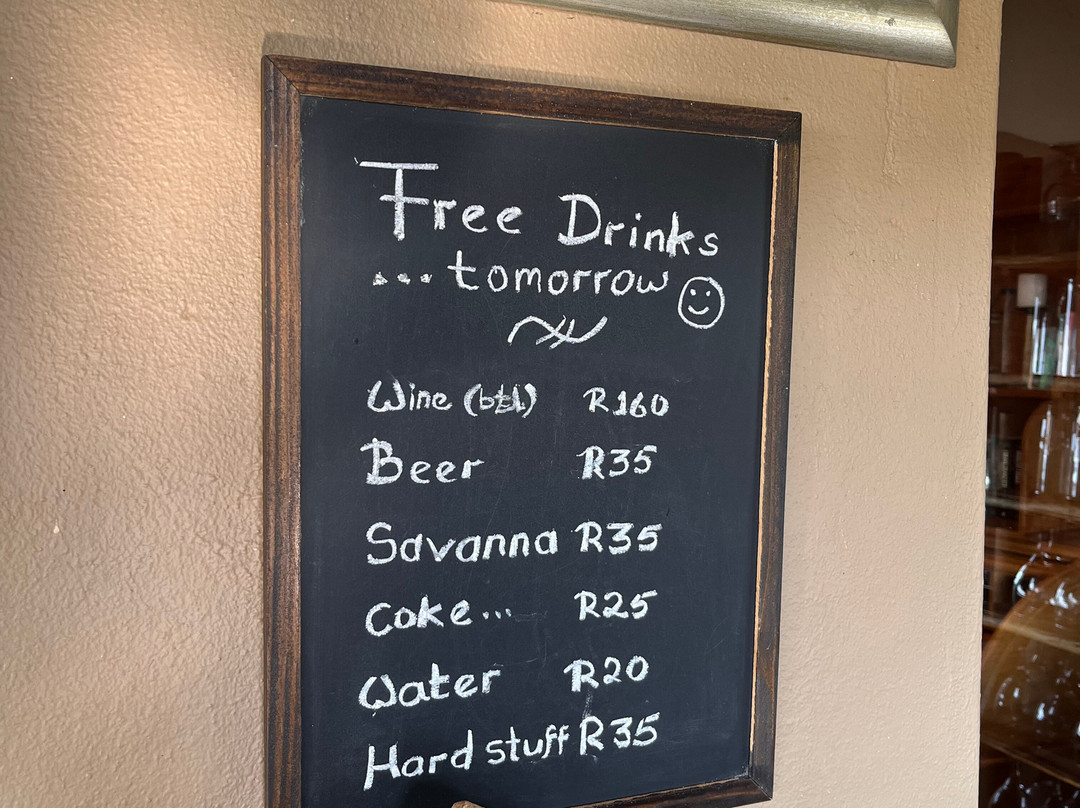 Free Drinks
...tomorrow
Wine (btl) R160
Beer R35
Savanna R35
Coke... R25
Water R20
Hard stuff R35